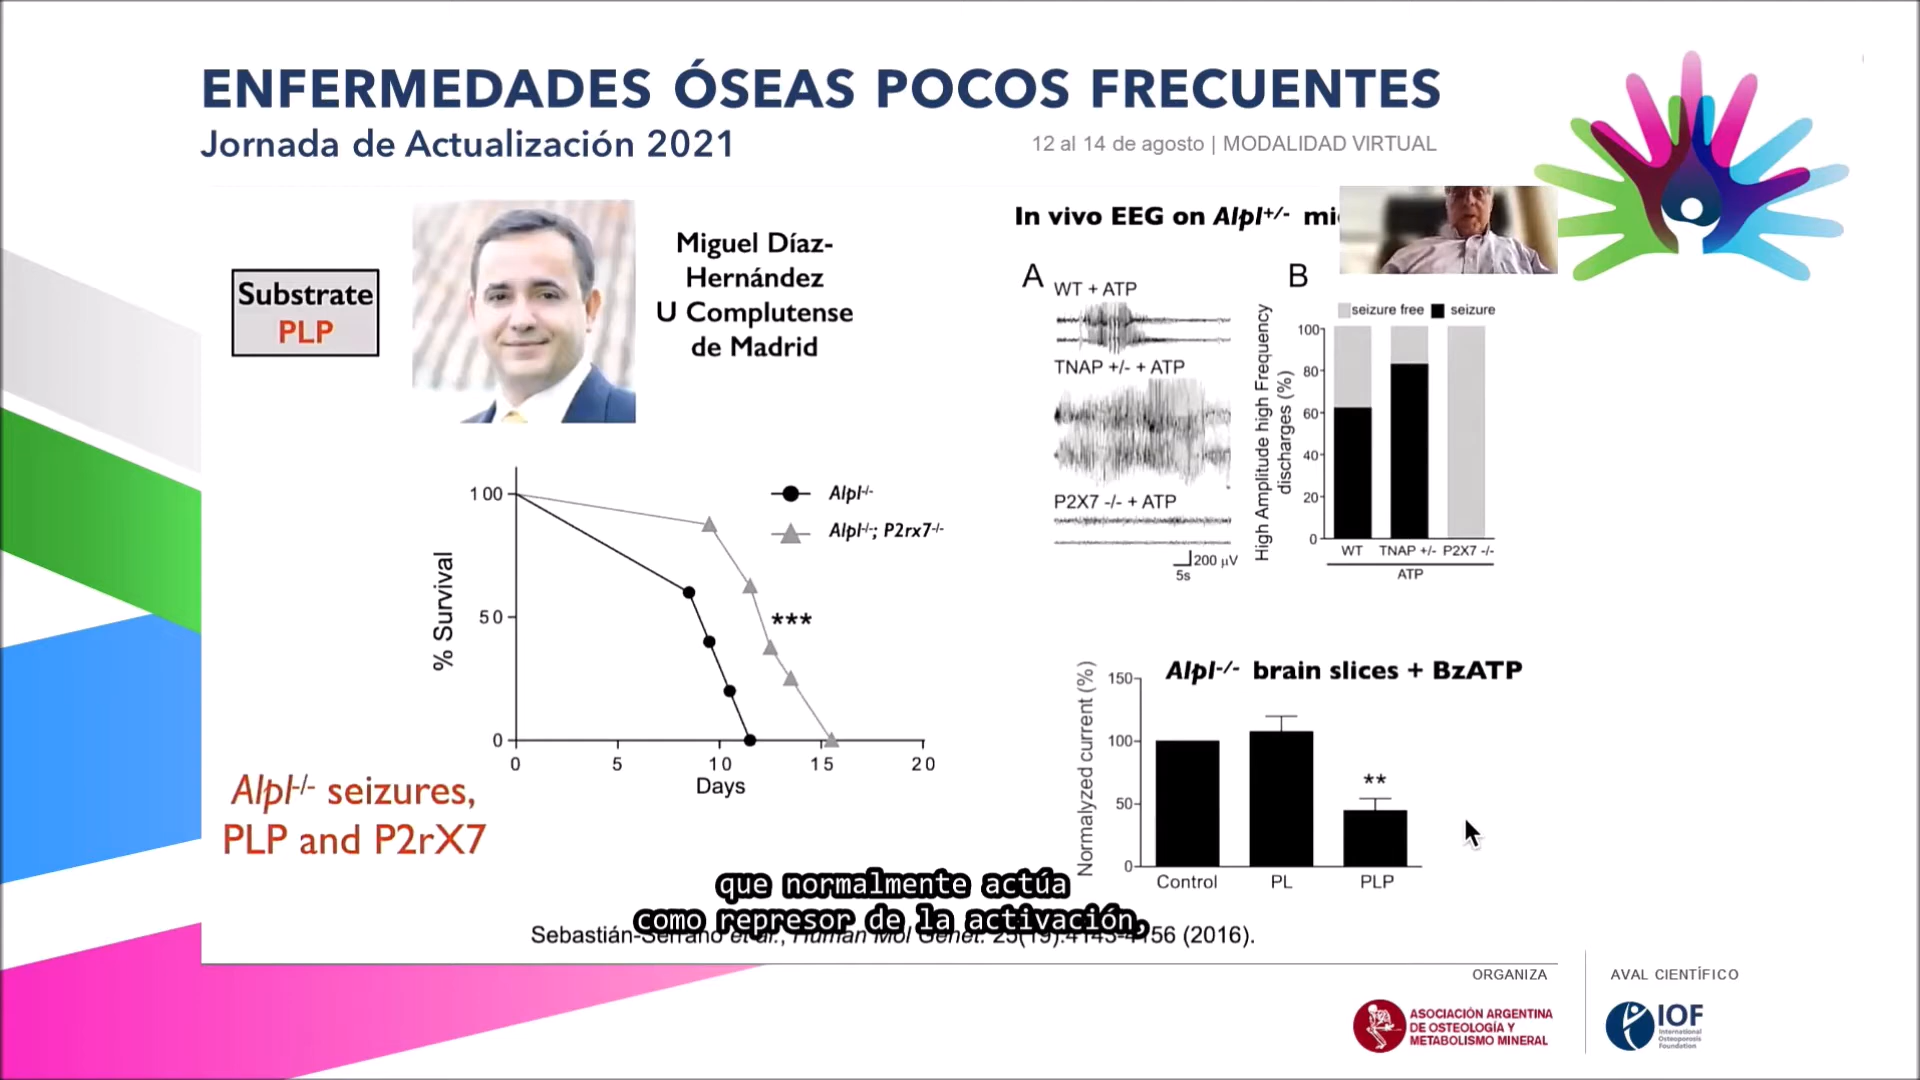 ENFERMEDADES ÓSEAS POCOS FRECUENTES
Jornada de Actualización 2021
12 al 14 de agosto | MODALIDAD VIRTUAL
Substrate
PLP
Miguel Díaz-
Hernández
U Complutense
de Madrid
In vivo EEG on Alpl+/-
A
WT + ATP
TNAP +/- + ATP
P2X7 -/- + ATP
200 µV
5s
B
seizure free
seizure
High Amplitude high Frequency
discharges (%)
100
80
60
40
20
0
WT
TNAP +/-
P2X7 -/-
ATP
% Survival
100
50
0
0
5
10
15
20
Days
Alpl-/-
Alpl-/-; P2rx7-/-
***
Alpl-/- seizures,
PLP and P2rX7
Alpl-/- brain slices + BzATP
Normalyzed current (%)
150
100
50
0
**
Control
PL
PLP
que normalmente actúa
como represor de la activación,
Sebastián-Serrano et al., Human Mol Genet. 56 (2016).
ORGANIZA
ASOCIACIÓN ARGENTINA
DE OSTEOLOGÍA Y
METABOLISMO MINERAL
AVAL CIENTÍFICO
IOF
International
Osteoporosis
Foundation